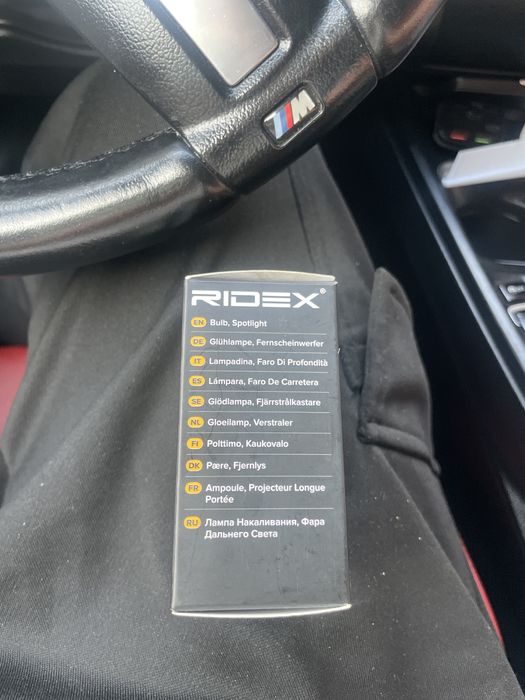 M
RIDEX®
EN Bulb, Spotlight
DE Glühlampe, Fernscheinwerfer
IT Lampadina, Faro Di Profondità
ES Lámpara, Faro De Carretera
SE Glödlampa, Fjärrstrålkastare
NL Gloeilamp, Verstraler
FI Polttimo, Kaukovalo
DK Pære, Fjernlys
FR Ampoule, Projecteur Longue
Portée
RU Лампа Накаливания, Фара
Дальнего Света